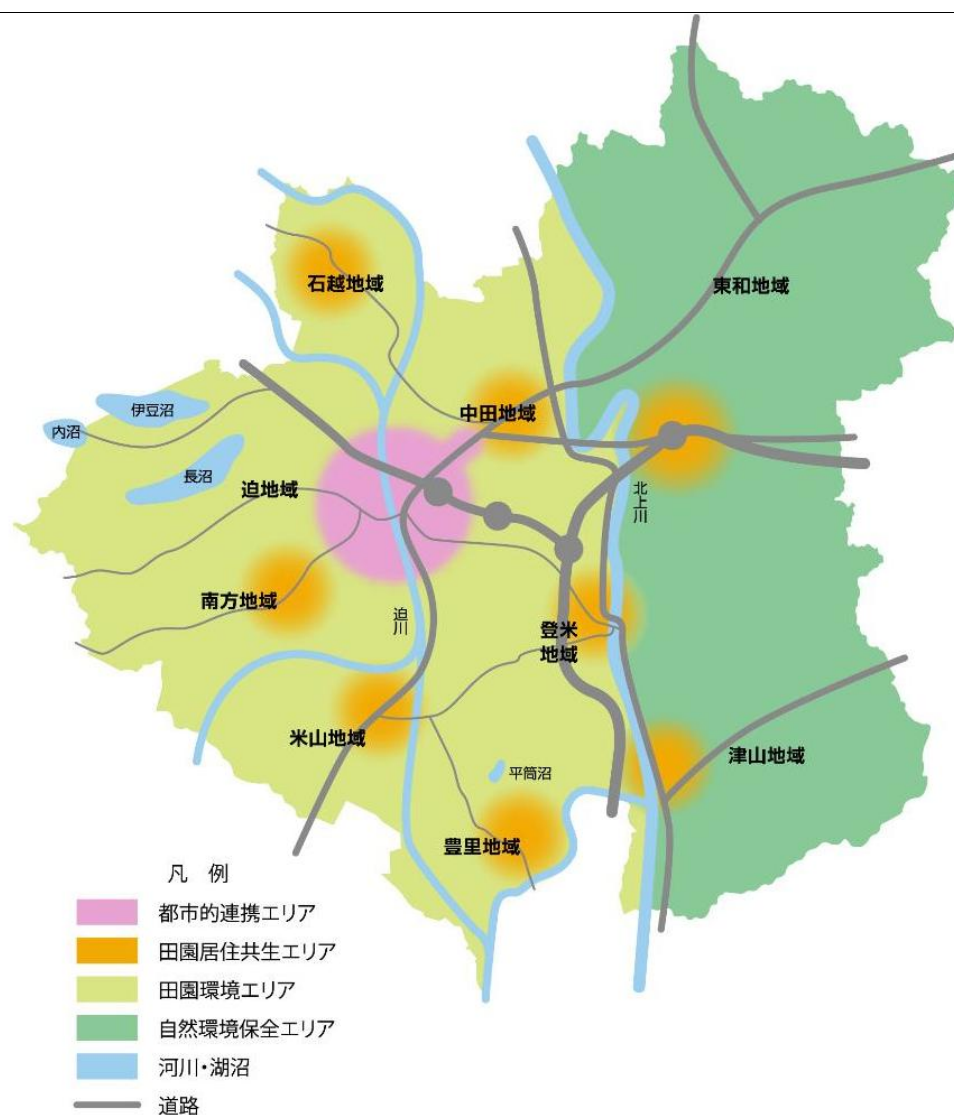 石越地域
東和地域
伊豆沼
中田地域
内沼
長沼
迫地域
北上川
南方地域
迫川
登米
地域
米山地域
津山地域
平筒沼
豊里地域
凡 例
都市的連携エリア
田園居住共生エリア
田園環境エリア
自然環境保全エリア
河川・湖沼
道路